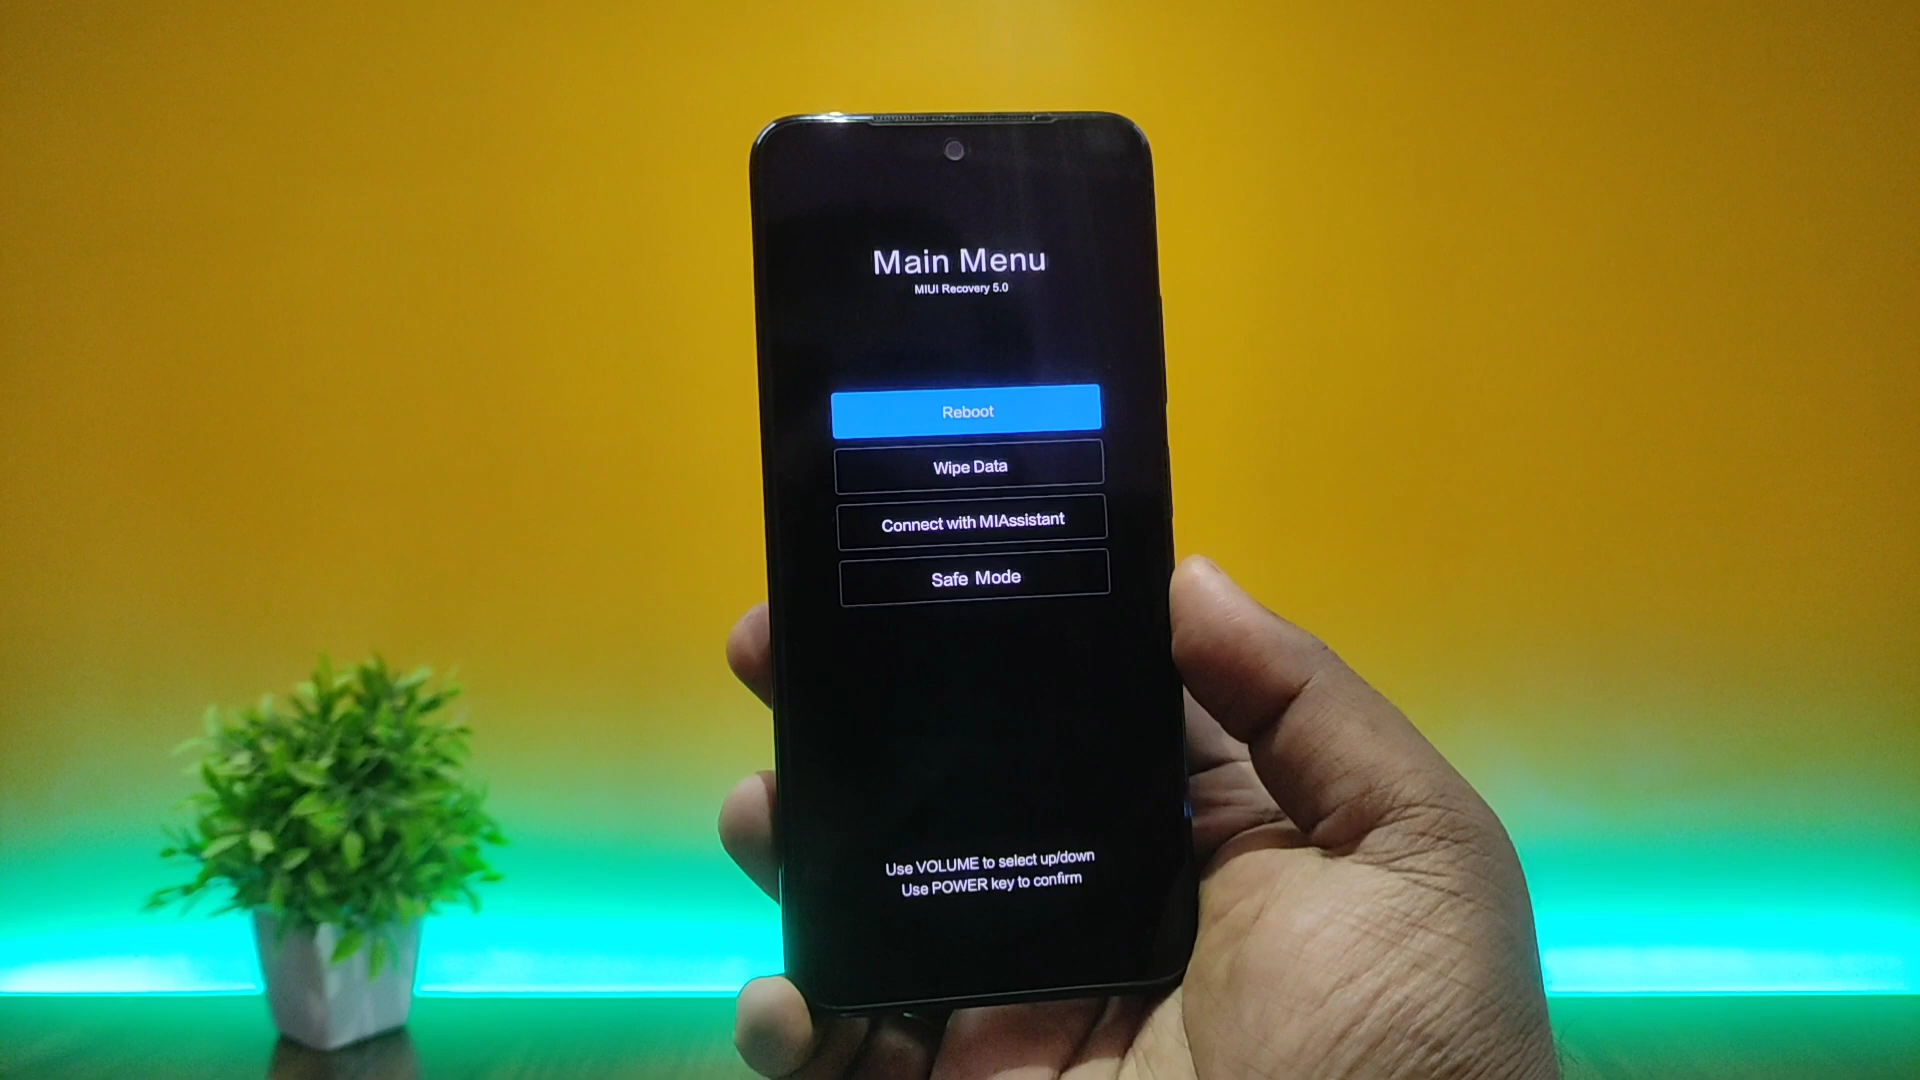 Main Menu
MIUI Recovery 5.0
Reboot
Wipe Data
Connect with MIAssistant
Safe Mode
Use VOLUME to select up/down
Use POWER key to confirm